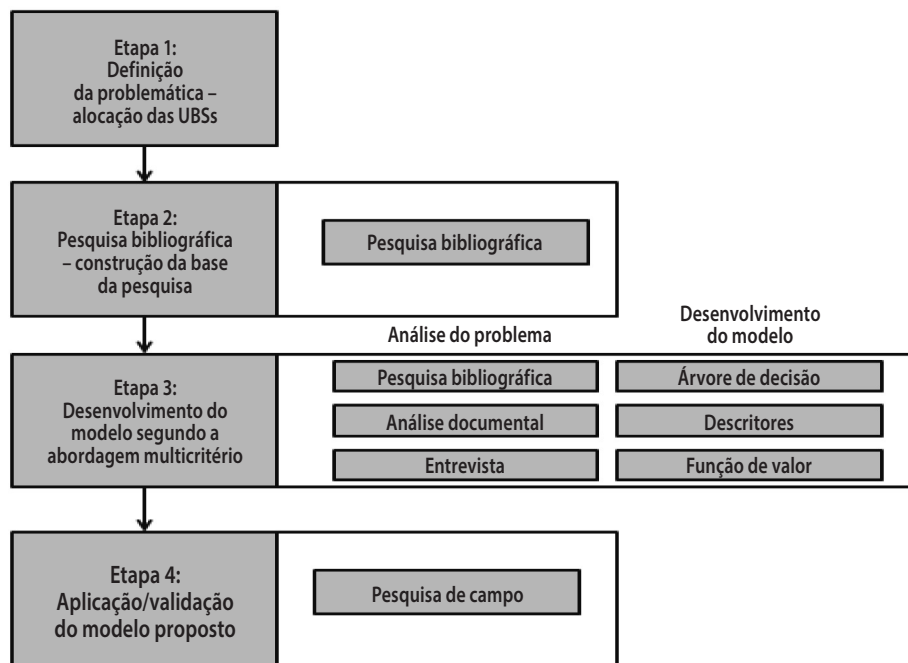 Etapa 1:
Definição
da problemática –
alocação das UBSs
Etapa 2:
Pesquisa bibliográfica
– construção da base
da pesquisa
Pesquisa bibliográfica
Análise do problema
Desenvolvimento
do modelo
Etapa 3:
Desenvolvimento do
modelo segundo a
abordagem multicritério
Pesquisa bibliográfica
Árvore de decisão
Análise documental
Descritores
Entrevista
Função de valor
Etapa 4:
Aplicação/validação
do modelo proposto
Pesquisa de campo